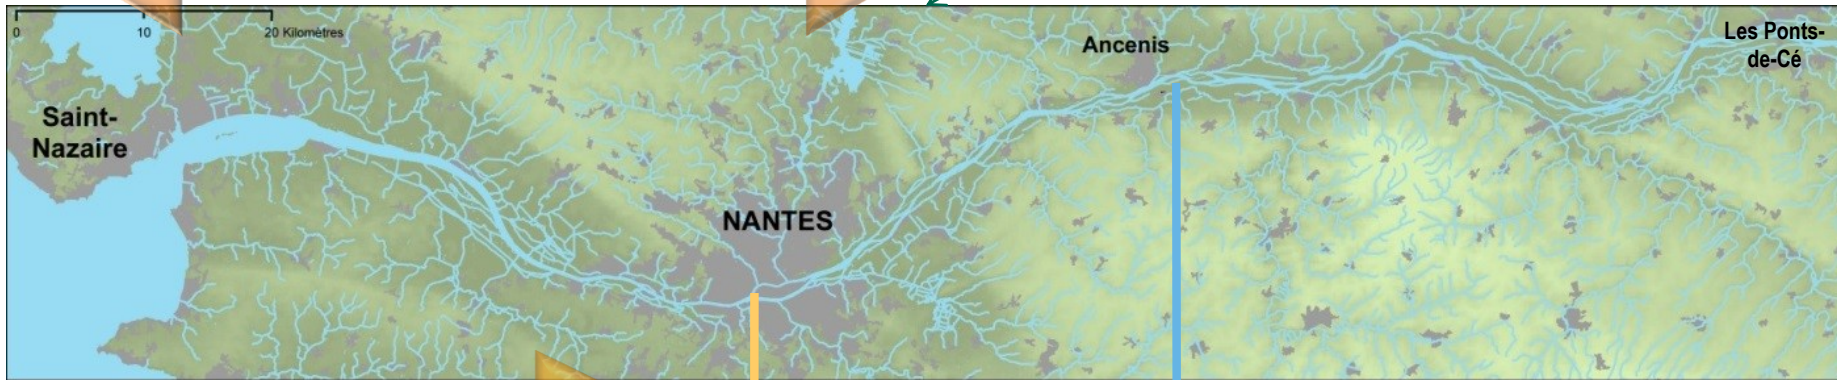 0 10 20 Kilomètres
Ancenis
Les Ponts-
de-Cé
Saint-
Nazaire
NANTES